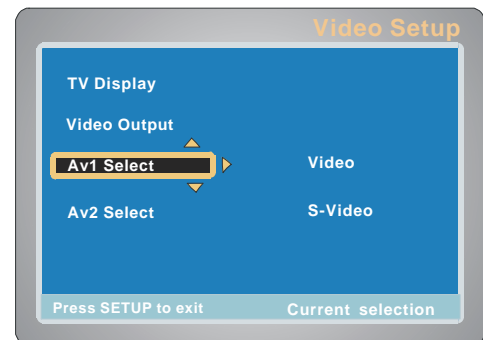 Video Setup
TV Display
Video Output
Av1 Select Video
Av2 Select S-Video
Press SETUP to exit Current selection